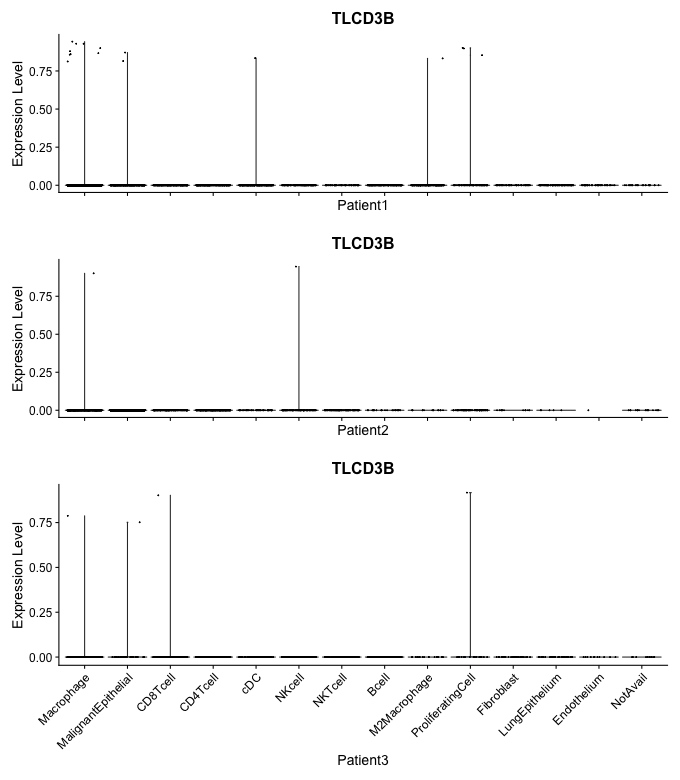 TLCD3B
Expression Level
0.75
0.50
0.25
0.00
Patient1
TLCD3B
Expression Level
0.75
0.50
0.25
0.00
Patient2
TLCD3B
Expression Level
0.75
0.50
0.25
0.00
Macrophage
MalignantEpithelial
CD8Tcell
CD4Tcell
cDC
NKcell
NKTcell
Bcell
M2Macrophage
ProliferatingCell
Fibroblast
LungEpithelium
Endothelium
NotAvail
Patient3